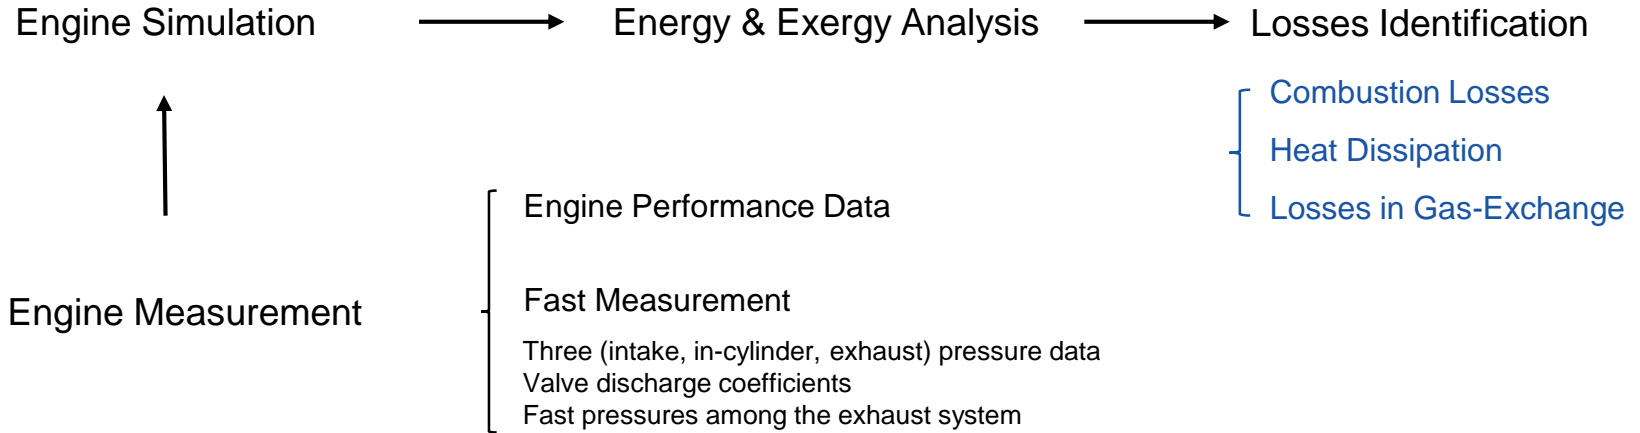 Engine Simulation
Energy & Exergy Analysis
Losses Identification
Combustion Losses
Heat Dissipation
Losses in Gas-Exchange
Engine Measurement
Engine Performance Data
Fast Measurement
Three (intake, in-cylinder, exhaust) pressure data
Valve discharge coefficients
Fast pressures among the exhaust system